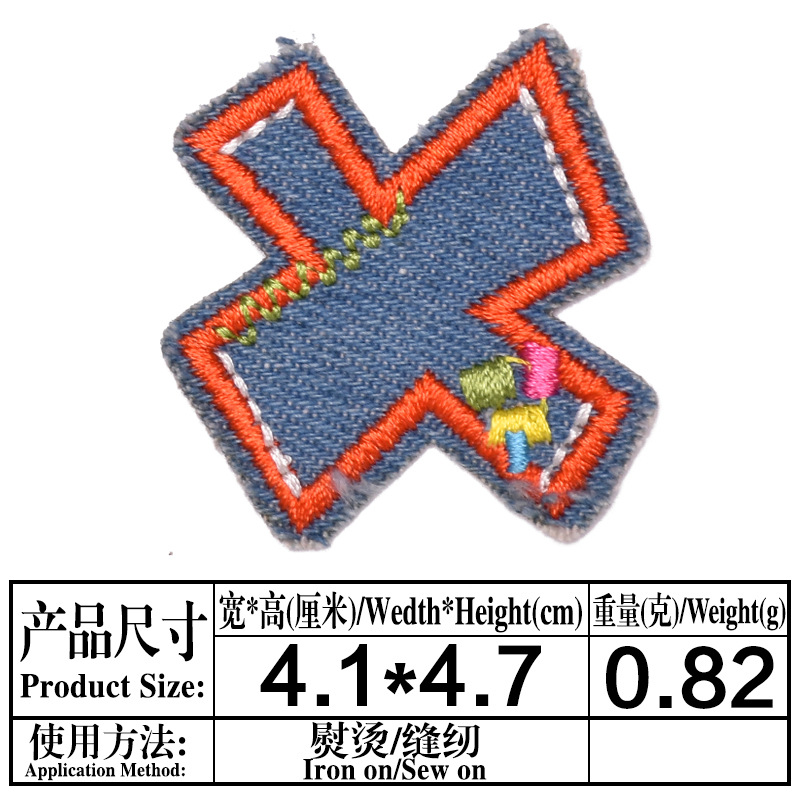 产品尺寸
Product Size:
宽*高(厘米)/Wedth*Height(cm)
重量(克)/Weight(g)
4.1*4.7
0.82
使用方法:
Application Method:
熨烫/缝纫
Iron on/Sew on